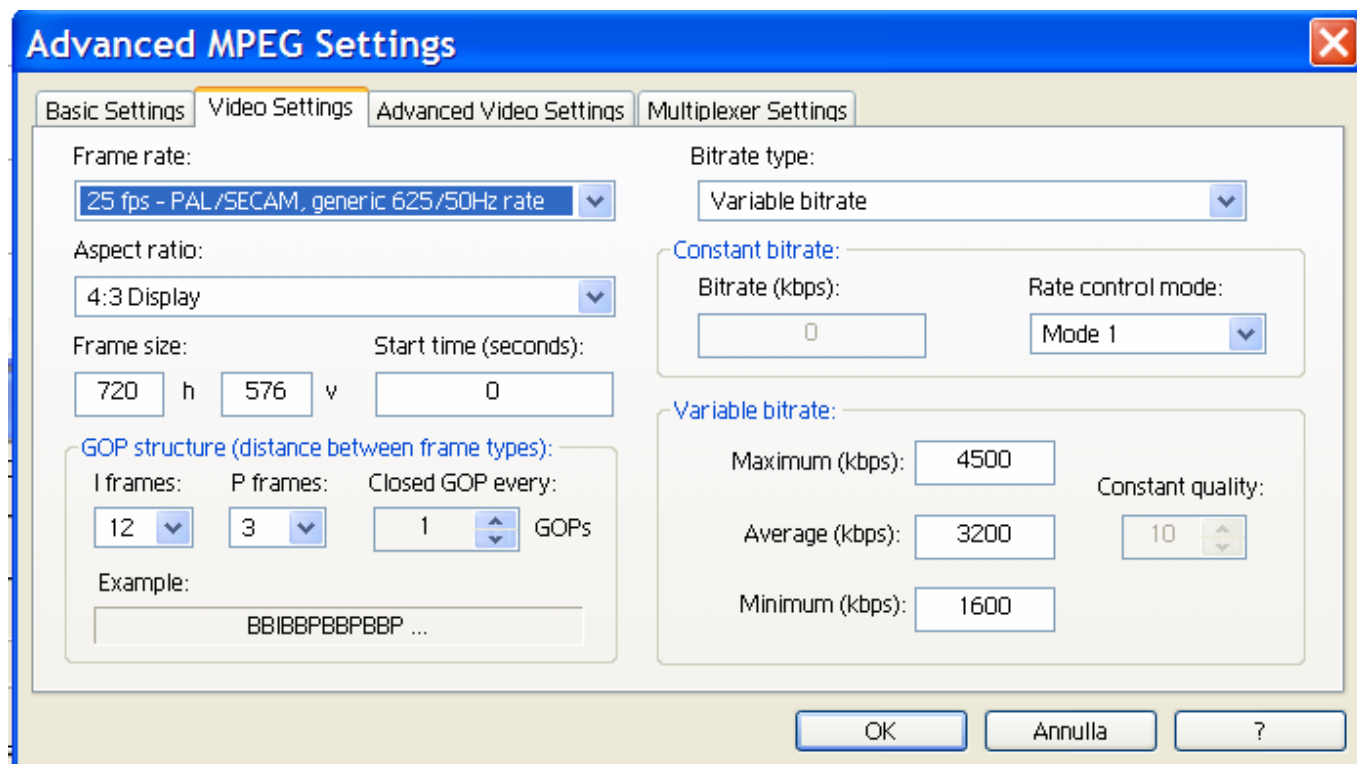 Advanced MPEG Settings
Basic Settings
Video Settings
Advanced Video Settings
Multiplexer Settings
Frame rate:
25 fps - PAL/SECAM, generic 625/50Hz rate
Aspect ratio:
4:3 Display
Frame size:
Start time (seconds):
720 h 576 v
0
GOP structure (distance between frame types):
I frames:
P frames:
Closed GOP every:
12
3
1 GOPs
Example:
BBIBBPBBPBBP ...
Bitrate type:
Variable bitrate
Constant bitrate:
Bitrate (kbps):
Rate control mode:
0
Mode 1
Variable bitrate:
Maximum (kbps): 4500
Constant quality:
Average (kbps): 3200
10
Minimum (kbps): 1600
OK
Annulla
?